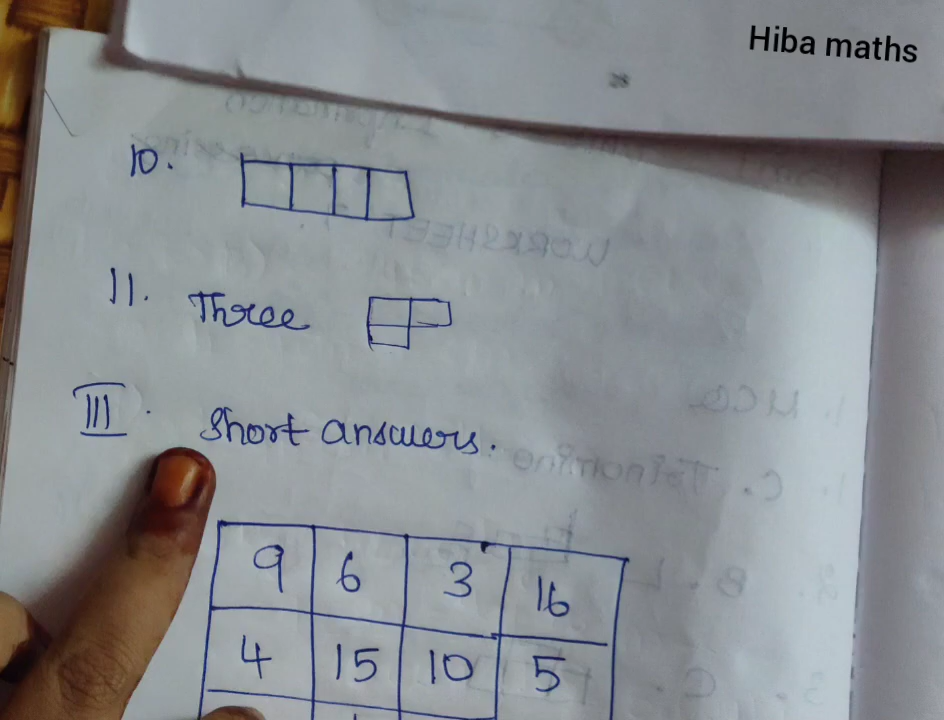 Hiba maths
10.
11. Three
III. Short answers.
9 6 3 16
4 15 10 5